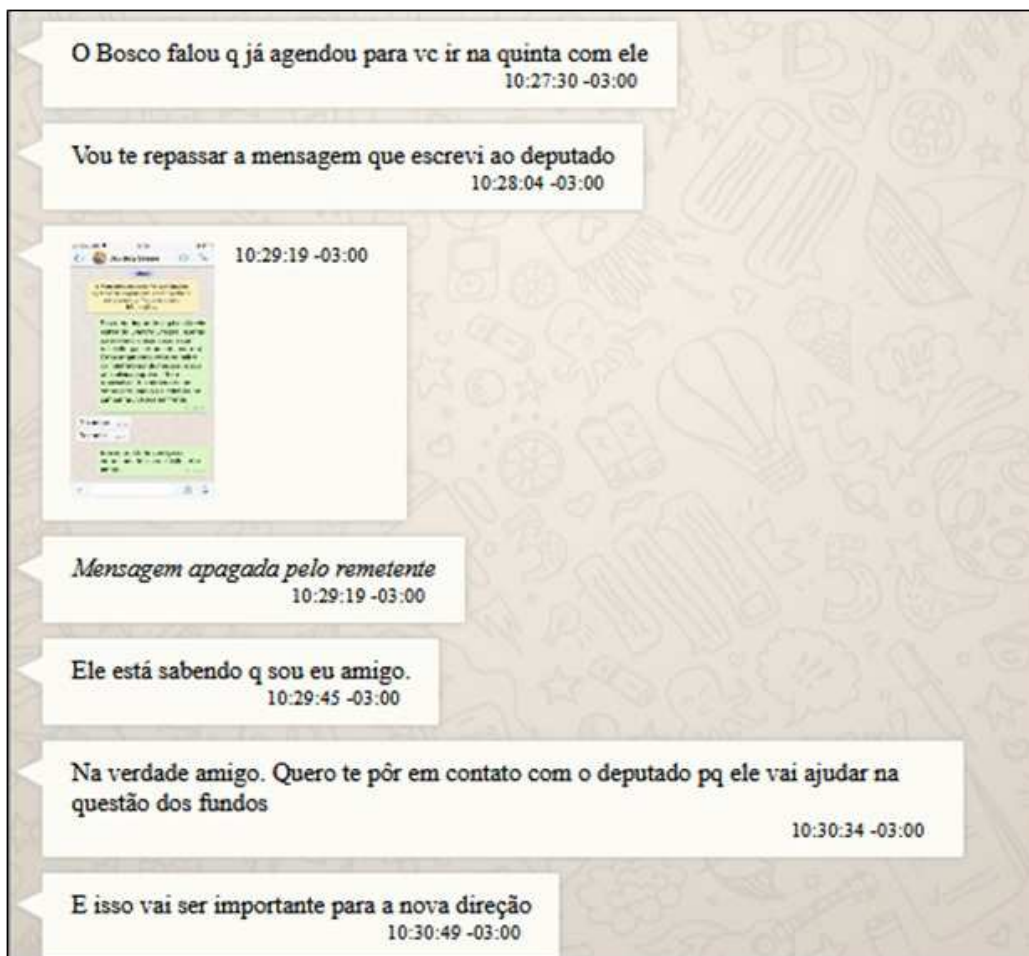 O Bosco falou q já agendou para vc ir na quinta com ele
10:27:30 -03:00
Vou te repassar a mensagem que escrevi ao deputado
10:28:04 -03:00
10:29:19 -03:00
Mensagem apagada pelo remetente
10:29:19 -03:00
Ele está sabendo q sou eu amigo.
10:29:45 -03:00
Na verdade amigo. Quero te pôr em contato com o deputado pq ele vai ajudar na
questão dos fundos
10:30:34 -03:00
E isso vai ser importante para a nova direção
10:30:49 -03:00